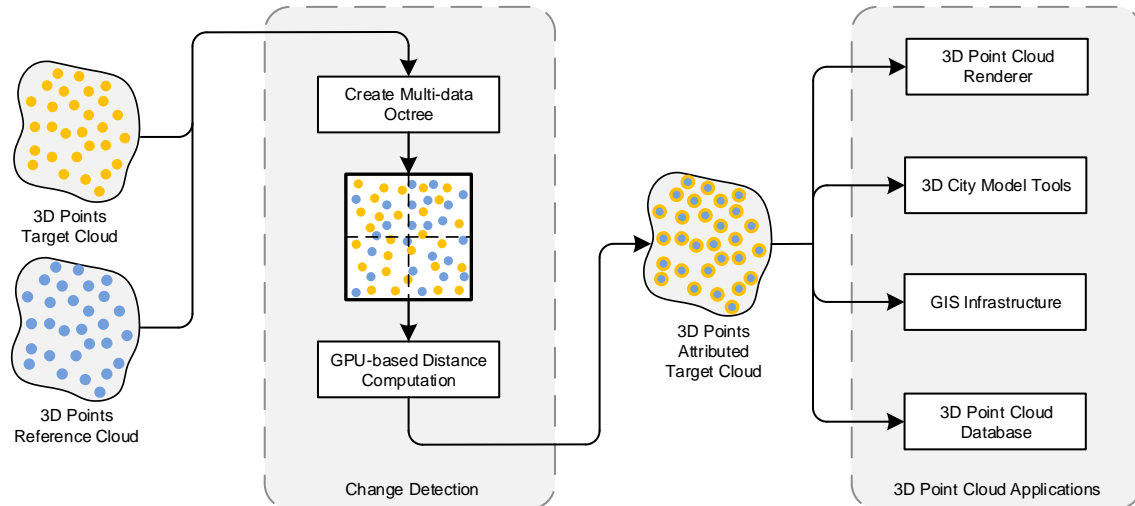 3D Points
Target Cloud
3D Points
Reference Cloud
Create Multi-data
Octree
GPU-based Distance
Computation
Change Detection
3D Points
Attributed
Target Cloud
3D Point Cloud
Renderer
3D City Model Tools
GIS Infrastructure
3D Point Cloud
Database
3D Point Cloud Applications